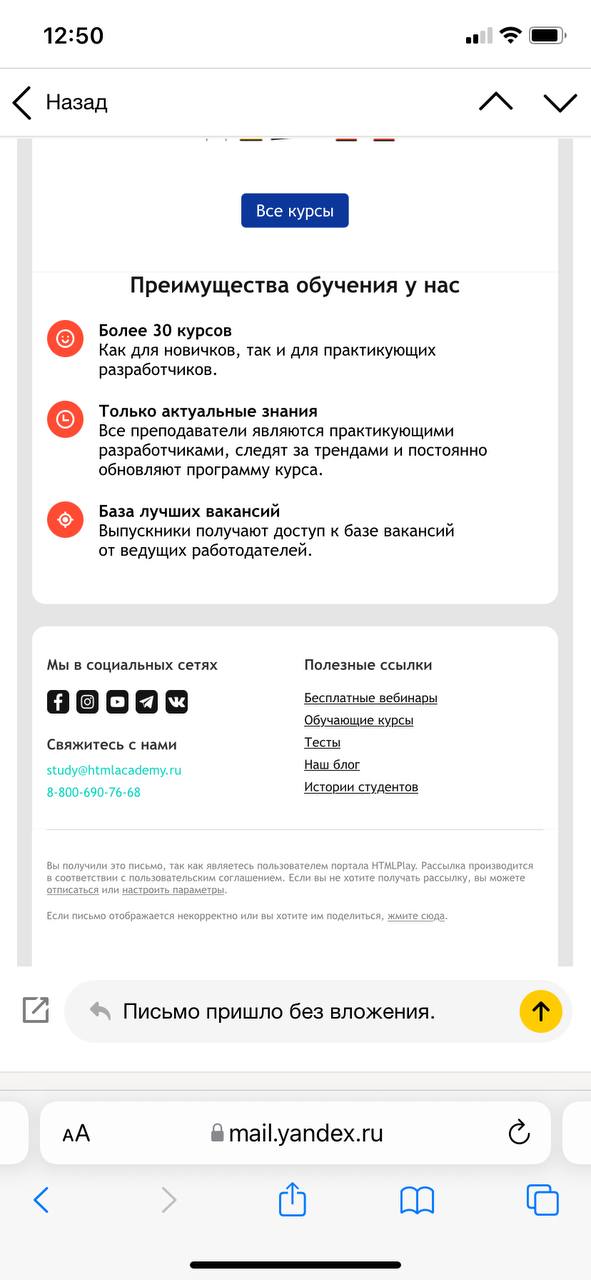 12:50
Назад
Все курсы
Преимущества обучения у нас
Более 30 курсов
Как для новичков, так и для практикующих
разработчиков.
Только актуальные знания
Все преподаватели являются практикующими
разработчиками, следят за трендами и постоянно
обновляют программу курса.
База лучших вакансий
Выпускники получают доступ к базе вакансий
от ведущих работодателей.
Мы в социальных сетях
Свяжитесь с нами
study@htmlacademy.ru
8-800-690-76-68
Полезные ссылки
Бесплатные вебинары
Обучающие курсы
Тесты
Наш блог
Истории студентов
Вы получили это письмо, так как являетесь пользователем портала HTMLPlay. Рассылка производится
в соответствии с пользовательским соглашением. Если вы не хотите получать рассылку, вы можете
отписаться или настроить параметры.
Если письмо отображается некорректно или вы хотите им поделиться, жмите сюда.
Письмо пришло без вложения.
AA mail.yandex.ru